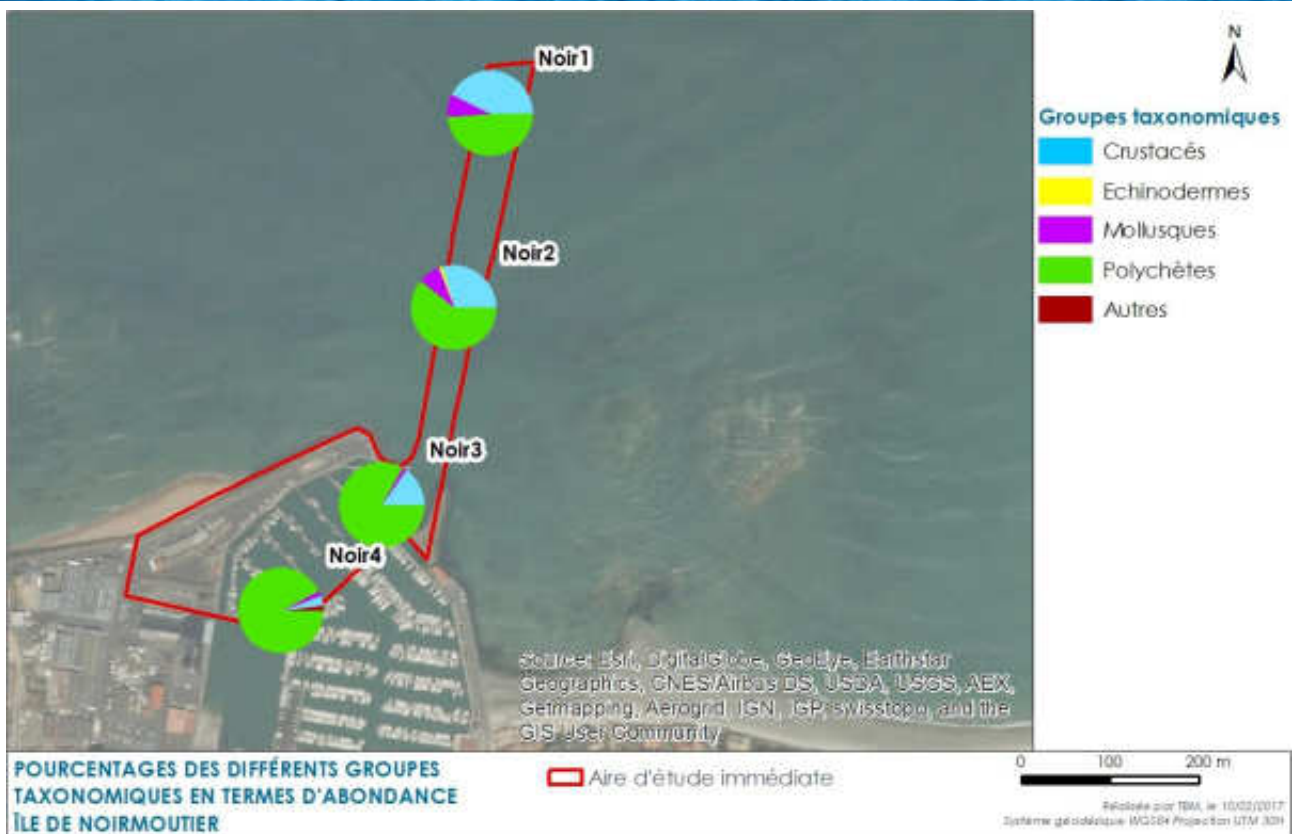 Noir1
Noir2
Noir3
Noir4
N
Groupes taxonomiques
Crustacés
Echinodermes
Mollusques
Polychètes
Autres
Source: Esri, DigitalGlobe, GeoEye, Earthstar
Geographics, CNES/Airbus DS, USDA, USGS, AEX,
Getmapping, Aerogrid, IGN, IGP, swisstopo, and the
GIS User Community
POURCENTAGES DES DIFFÉRENTS GROUPES
TAXONOMIQUES EN TERMES D'ABONDANCE
ÎLE DE NOIRMOUTIER
Aire d'étude immédiate
0 100 200 m
Réalisée par TBM, le 10/02/2017
Système géodésique WGS84 Projection UTM 30N